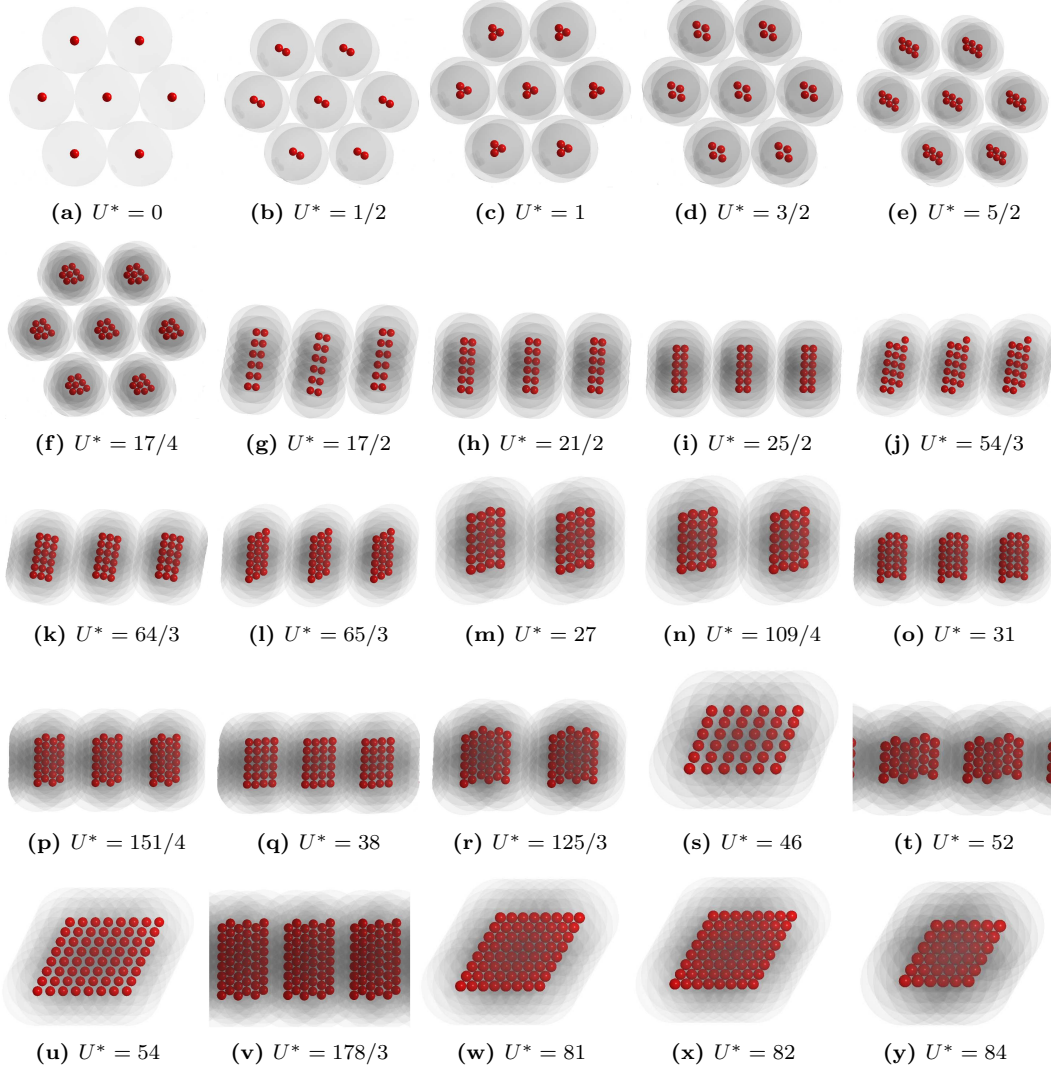 (a) U* = 0 (b) U* = 1/2 (c) U* = 1 (d) U* = 3/2 (e) U* = 5/2
(f) U* = 17/4 (g) U* = 17/2 (h) U* = 21/2 (i) U* = 25/2 (j) U* = 54/3
(k) U* = 64/3 (l) U* = 65/3 (m) U* = 27 (n) U* = 109/4 (o) U* = 31
(p) U* = 151/4 (q) U* = 38 (r) U* = 125/3 (s) U* = 46 (t) U* = 52
(u) U* = 54 (v) U* = 178/3 (w) U* = 81 (x) U* = 82 (y) U* = 84